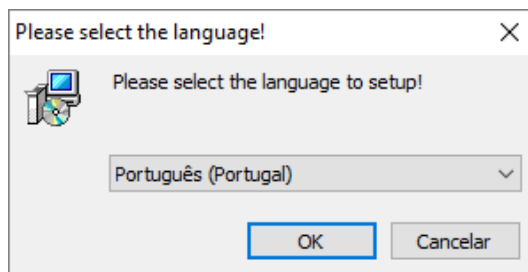 Please select the language!
Please select the language to setup!
Português (Portugal)
OK
Cancelar